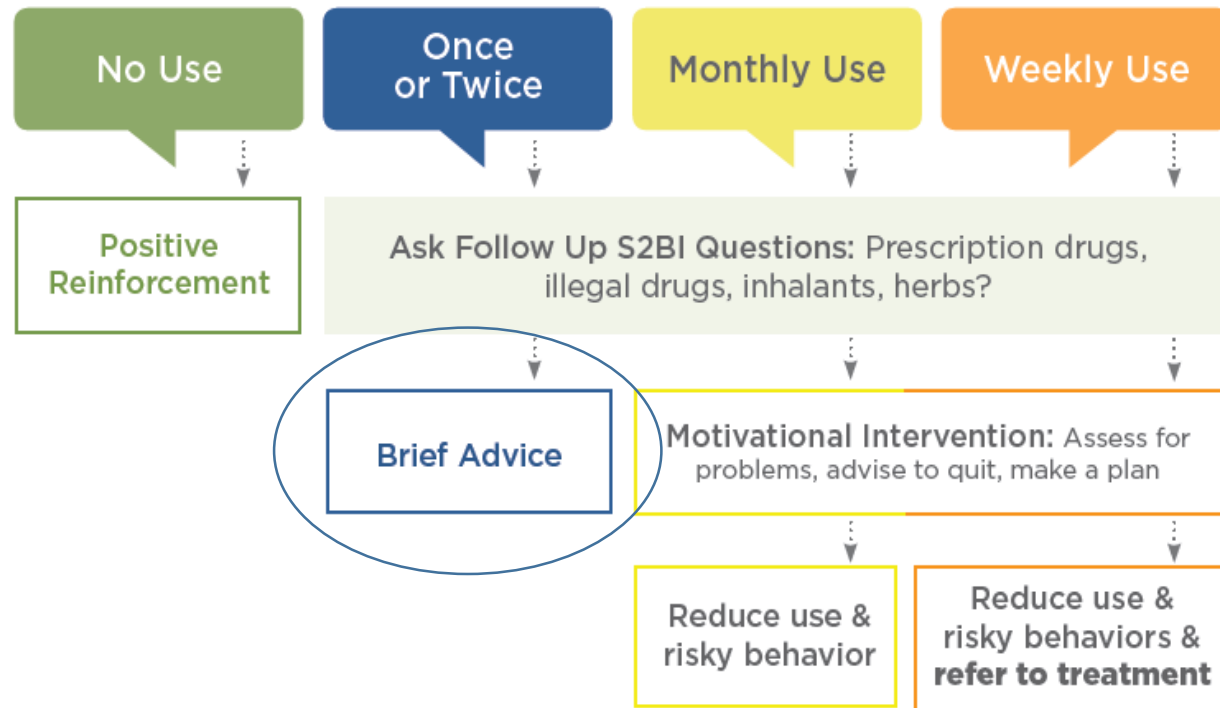 No Use
Once
or Twice
Monthly Use
Weekly Use
Positive
Reinforcement
Ask Follow Up S2BI Questions: Prescription drugs,
illegal drugs, inhalants, herbs?
Brief Advice
Motivational Intervention: Assess for
problems, advise to quit, make a plan
Reduce use &
risky behavior
Reduce use &
risky behaviors &
refer to treatment